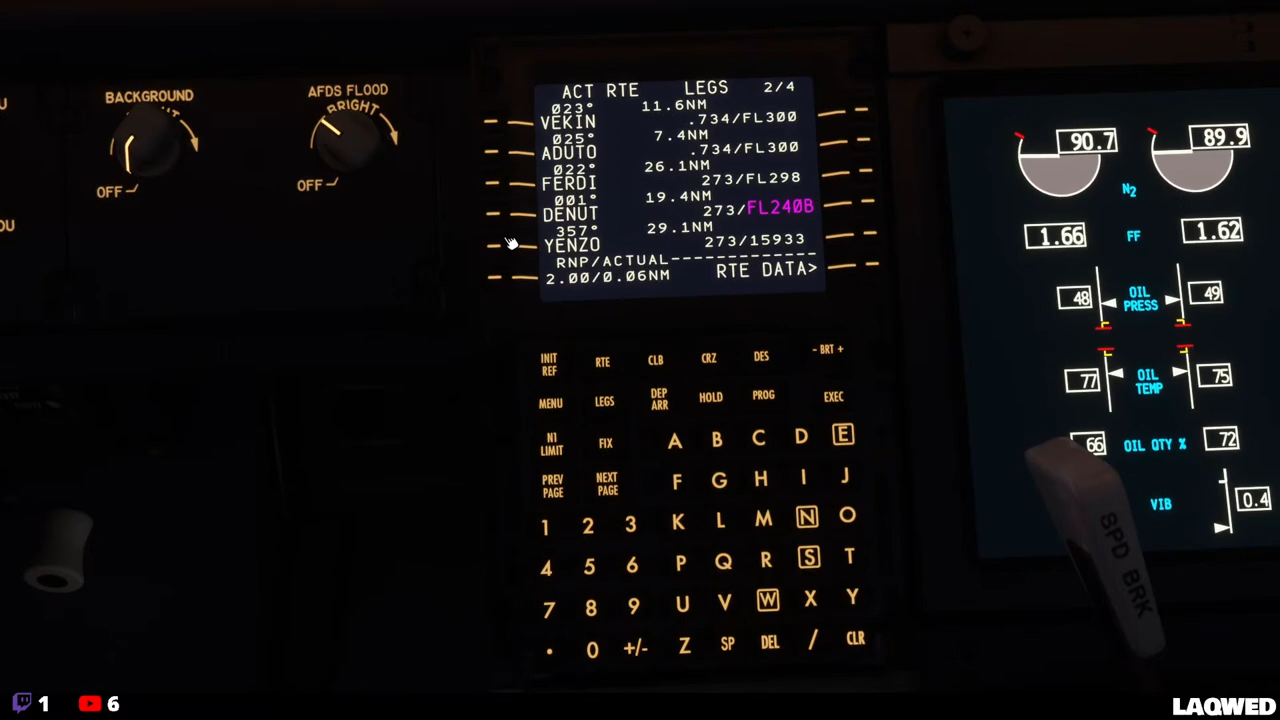 BACKGROUND
OFF
AFDS FLOOD
BRIGHT
OFF
U
ACT RTE LEGS 2/4
023° 11.6NM
VEKIN .734/FL300
025° 7.4NM
ADUTO .734/FL300
022° 26.1NM
FERDI 273/FL298
001° 19.4NM
DENUT 273/FL240B
357° 29.1NM
YENZO 273/15933
RNP/ACTUAL------------
2.00/0.06NM RTE DATA>
INIT REF RTE CLB CRZ DES - BRT +
MENU LEGS DEP ARR HOLD PROG EXEC
N1 LIMIT FIX A B C D E
PREV PAGE NEXT PAGE F G H I J
1 2 3 K L M N O
4 5 6 P Q R S T
7 8 9 U V W X Y
. 0 +/- Z SP DEL / CLR
90.7 89.9
N2
1.66 FF 1.62
48 OIL PRESS 49
77 OIL TEMP 75
66 OIL QTY % 72
VIB 0.4
SPD BRK
1 6
LAQWED